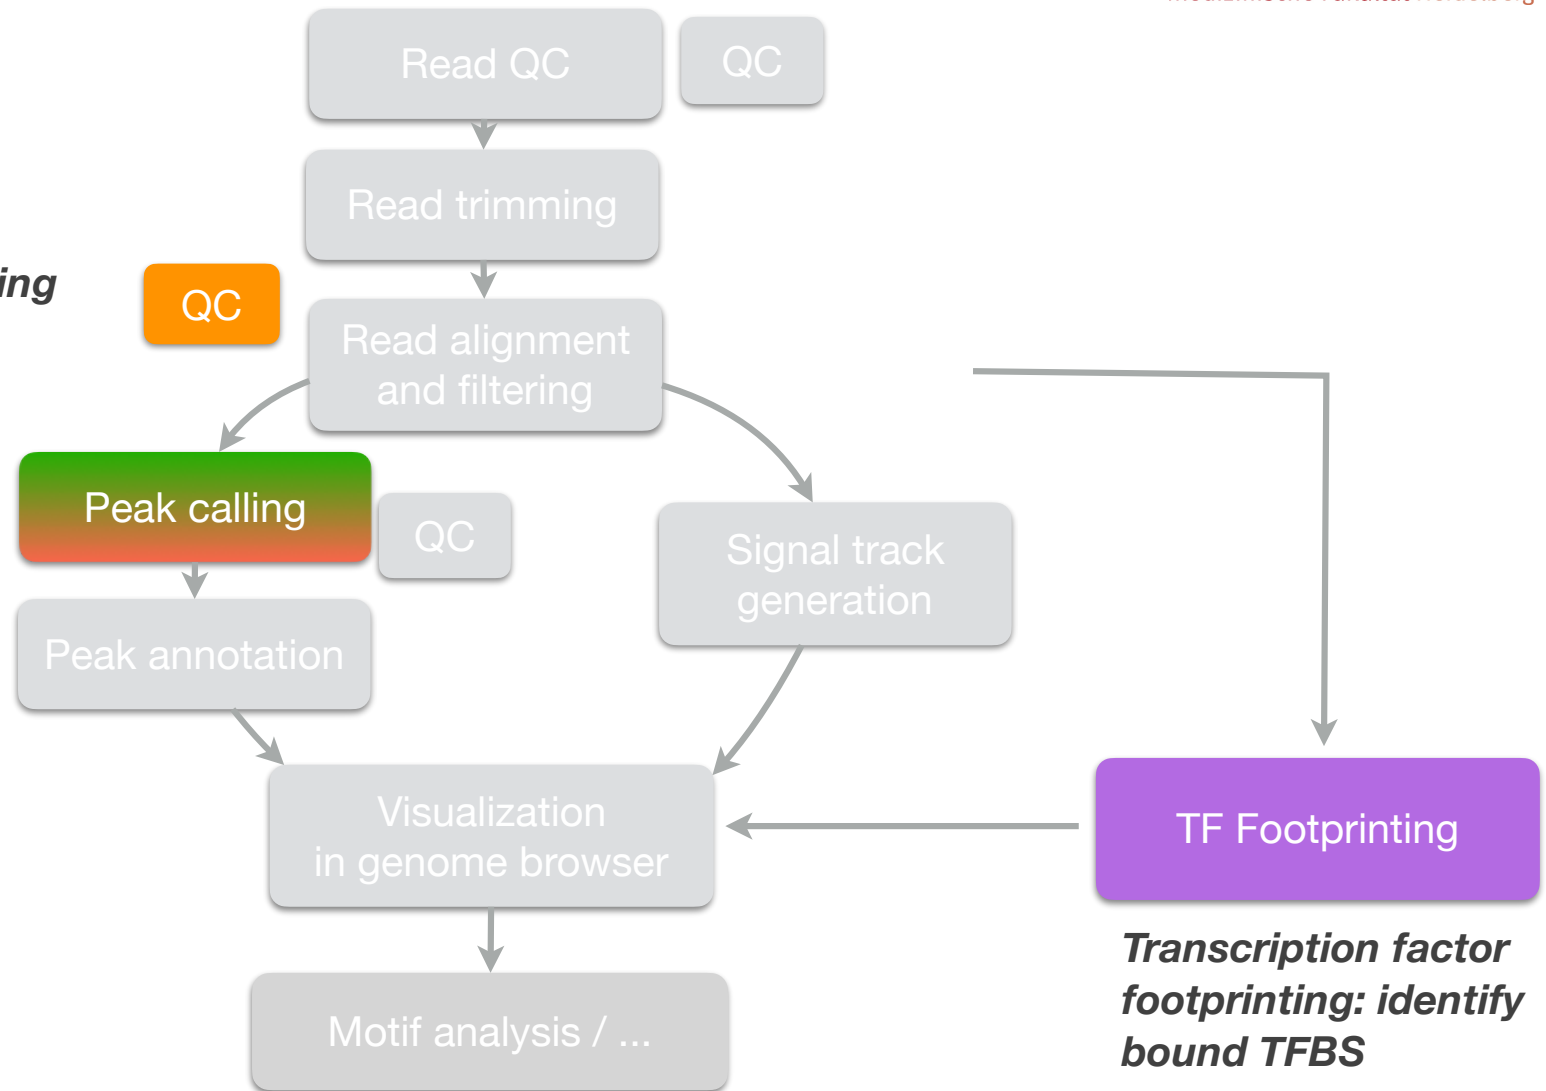 Read QC
QC
Read trimming
ing
QC
Read alignment
and filtering
Peak calling
QC
Signal track
generation
Peak annotation
Visualization
in genome browser
TF Footprinting
Transcription factor
footprinting: identify
bound TFBS
Motif analysis / ...